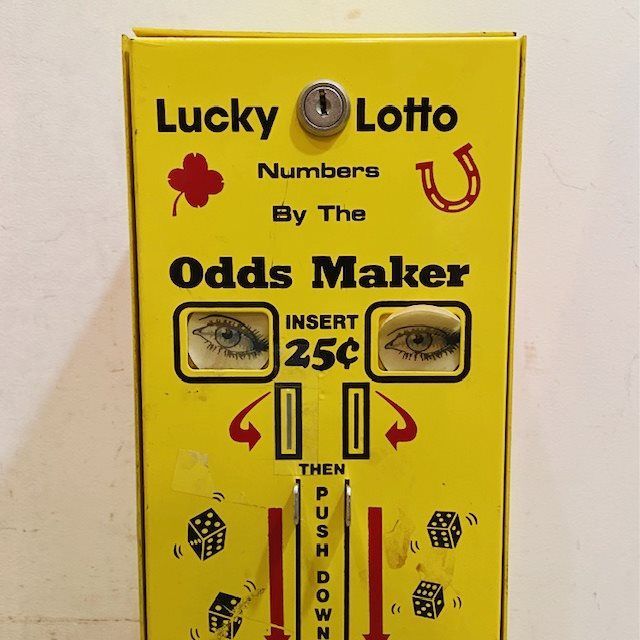 Lucky Lotto
Numbers
By The
Odds Maker
INSERT
25¢
THEN
PUSH DOWN